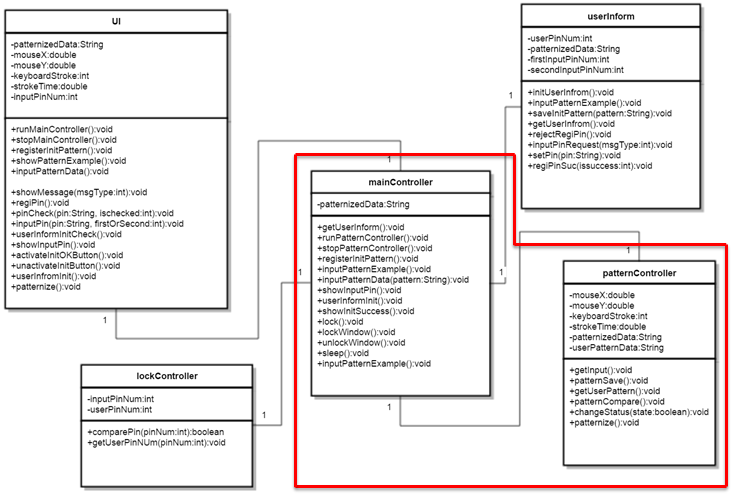 UI
-patternizedData:String
-mouseX:double
-mouseY:double
-keyboardStroke:int
-strokeTime:double
-inputPinNum:int
+runMainController():void
+stopMainController():void
+registerInitPattern():void
+showPatternExample():void
+inputPatternData():void
+showMessage(msgType:int):void
+regiPin():void
+pinCheck(pin:String, ischecked:int):void
+inputPin(pin:String, firstOrSecond:int):void
+userInformInitCheck():void
+showInputPin():void
+activateInitOKButton():void
+unactivateInitButton():void
+userInfromInit():void
+patternize():void
1
userInform
-userPinNum:int
-patternizedData:String
-firstInputPinNum:int
-secondInputPinNum:int
+initUserInfrom():void
+inputPatternExample():void
+saveInitPattern(pattern:String):void
+getUserInfrom():void
+rejectRegiPin():void
+inputPinRequest(msgType:int):void
+setPin(pin:String):void
+regiPinSuc(issuccess:int):void
1
1
mainController
-patternizedData:String
+getUserInform():void
+runPatternController():void
+stopPatternController():void
+registerInitPattern():void
+inputPatternExample():void
+inputPatternData(pattern:String):void
+showInputPin():void
+userInformInit():void
+showInitSuccess():void
+lock():void
+lockWindow():void
+unlockWindow():void
+sleep():void
+inputPatternExample():void
1
1
1
1
patternController
-mouseX:double
-mouseY:double
-keyboardStroke:int
-strokeTime:double
-patternizedData:String
-userPatternData:String
+getInput():void
+patternSave():void
+getUserPattern():void
+patternCompare():void
+changeStatus(state:boolean):void
+patternize():void
lockController
-inputPinNum:int
-userPinNum:int
+comparePin(pinNum:int):boolean
+getUserPinNUm(pinNum:int):void
1